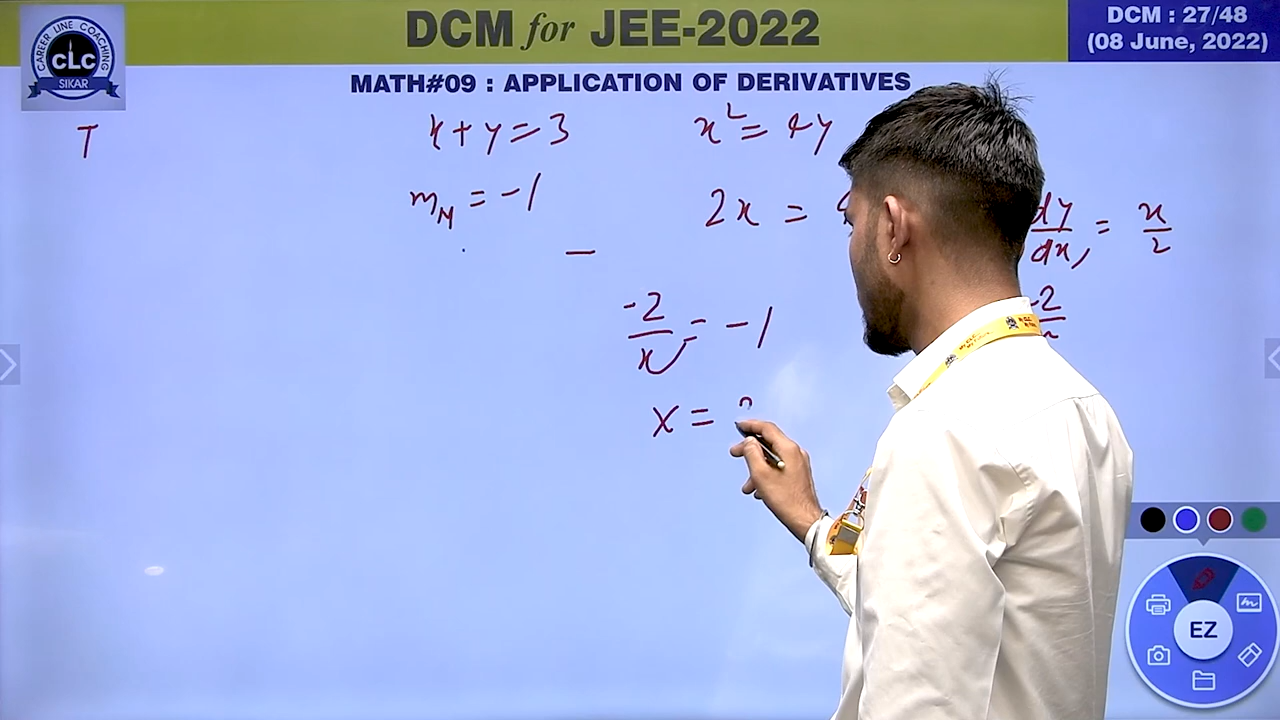 DCM for JEE-2022
DCM : 27/48
(08 June, 2022)
CAREER LINE COACHING
CLC
SIKAR
MATH#09 : APPLICATION OF DERIVATIVES
T
x+y=3
x²=4y
m_N = -1
2x =
dy/dx = x/2
-2/x = -1
-2
x =
EZ